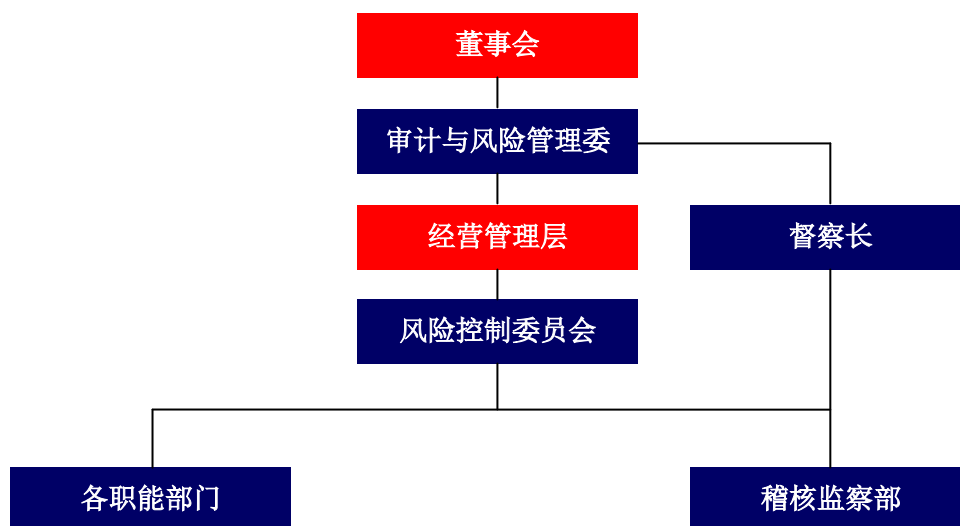 董事会
审计与风险管理委
经营管理层
督察长
风险控制委员会
各职能部门
稽核监察部